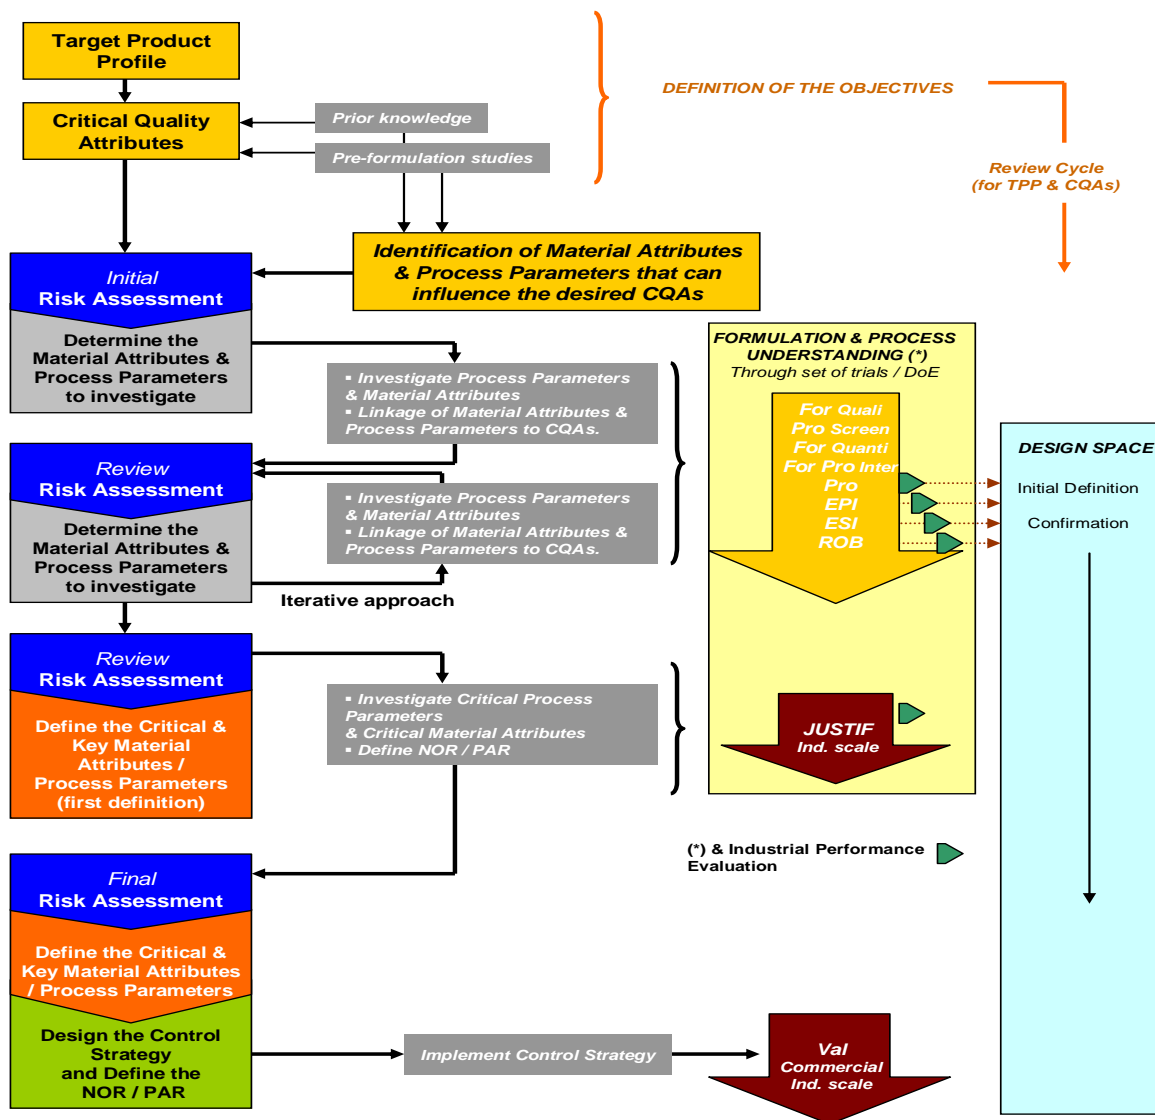 Target Product
Profile
Critical Quality
Attributes
Prior knowledge
Pre-formulation studies
DEFINITION OF THE OBJECTIVES
Review Cycle
(for TPP & CQAs)
Identification of Material Attributes
& Process Parameters that can
influence the desired CQAs
Initial
Risk Assessment
Determine the
Material Attributes &
Process Parameters
to investigate
▪ Investigate Process Parameters
& Material Attributes
▪ Linkage of Material Attributes &
Process Parameters to CQAs.
Review
Risk Assessment
Determine the
Material Attributes &
Process Parameters
to investigate
▪ Investigate Process Parameters
& Material Attributes
▪ Linkage of Material Attributes &
Process Parameters to CQAs.
Iterative approach
FORMULATION & PROCESS
UNDERSTANDING (*)
Through set of trials / DoE
For Quali
Pro Screen
For Quanti
For Pro Inter
Pro
EPI
ESI
ROB
DESIGN SPACE
Initial Definition
Confirmation
Review
Risk Assessment
Define the Critical &
Key Material
Attributes /
Process Parameters
(first definition)
▪ Investigate Critical Process
Parameters
& Critical Material Attributes
▪ Define NOR / PAR
JUSTIF
Ind. scale
(*) & Industrial Performance
Evaluation
Final
Risk Assessment
Define the Critical &
Key Material Attributes
/ Process Parameters
Design the Control
Strategy
and Define the
NOR / PAR
Implement Control Strategy
Val
Commercial
Ind. scale